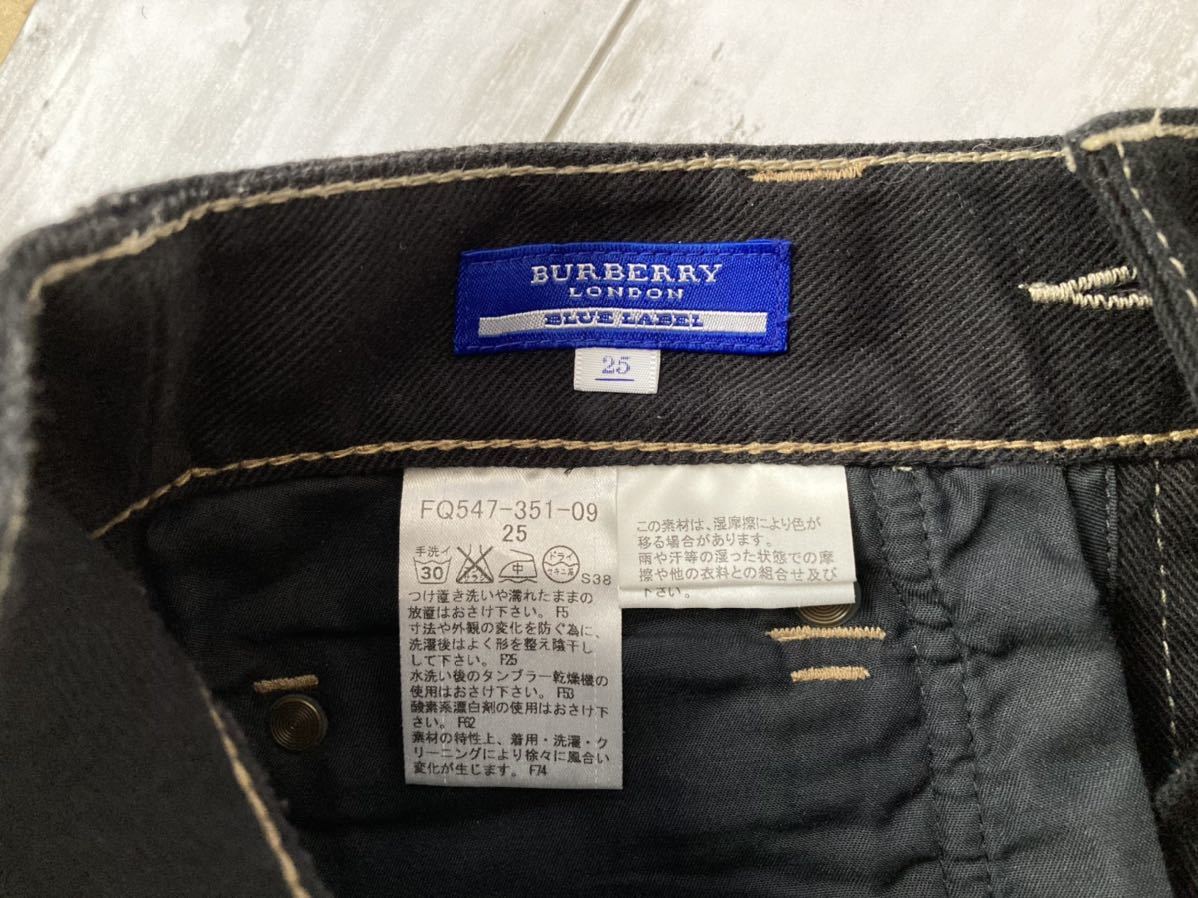 BURBERRY
LONDON
BLUE LABEL
25
FQ547-351-09
25
手洗イ
30
中
ドライ
セキユ系
S38
つけ置き洗いや濡れたままの
放置はおさけ下さい。 F5
寸法や外観の変化を防ぐ為に、
洗濯後はよく形を整え陰干し
して下さい。 F25
水洗い後のタンブラー乾燥機の
使用はおさけ下さい。 F53
酸素系漂白剤の使用はおさけ下
さい。 F62
素材の特性上、着用・洗濯・ク
リーニングにより徐々に風合い
変化が生じます。 F74
この素材は、湿摩擦により色が
移る場合があります。
雨や汗等の湿った状態での摩
擦や他の衣料との組合せ及び
下さい。